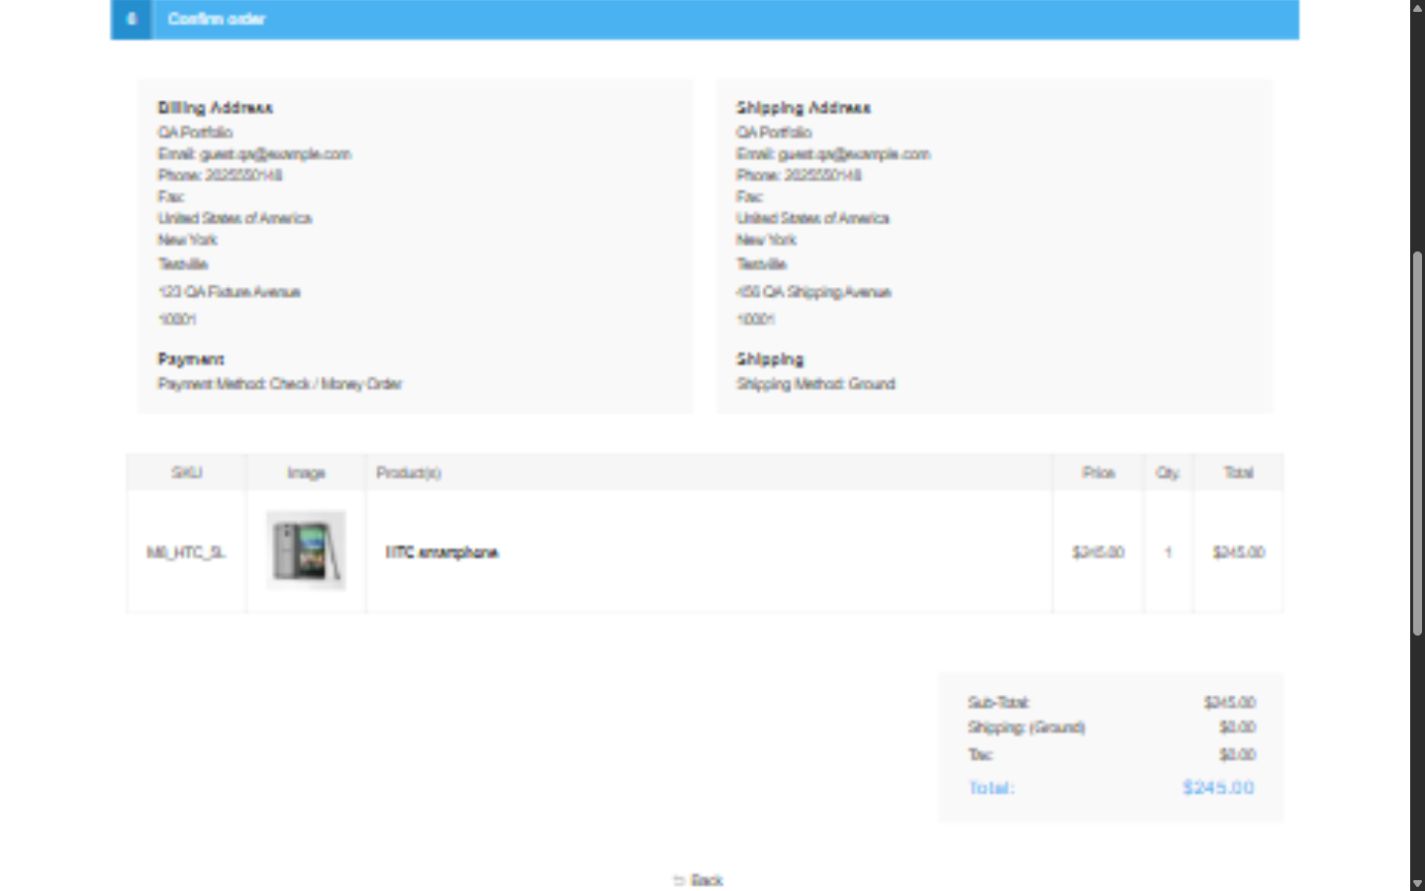 6 Confirm order
Billing Address
QA Portfolio
Email: guest.qa@example.com
Phone: 2025550148
Fax:
United States of America
New York
Testville
123 QA Fixture Avenue
10001
Payment
Payment Method: Check / Money Order
Shipping Address
QA Portfolio
Email: guest.qa@example.com
Phone: 2025550148
Fax:
United States of America
New York
Testville
456 QA Shipping Avenue
10001
Shipping
Shipping Method: Ground
SKU Image Product(s) Price Qty. Total
M8_HTC_5L HTC smartphone $245.00 1 $245.00
Sub-Total: $245.00
Shipping: (Ground) $0.00
Tax: $0.00
Total: $245.00
Back